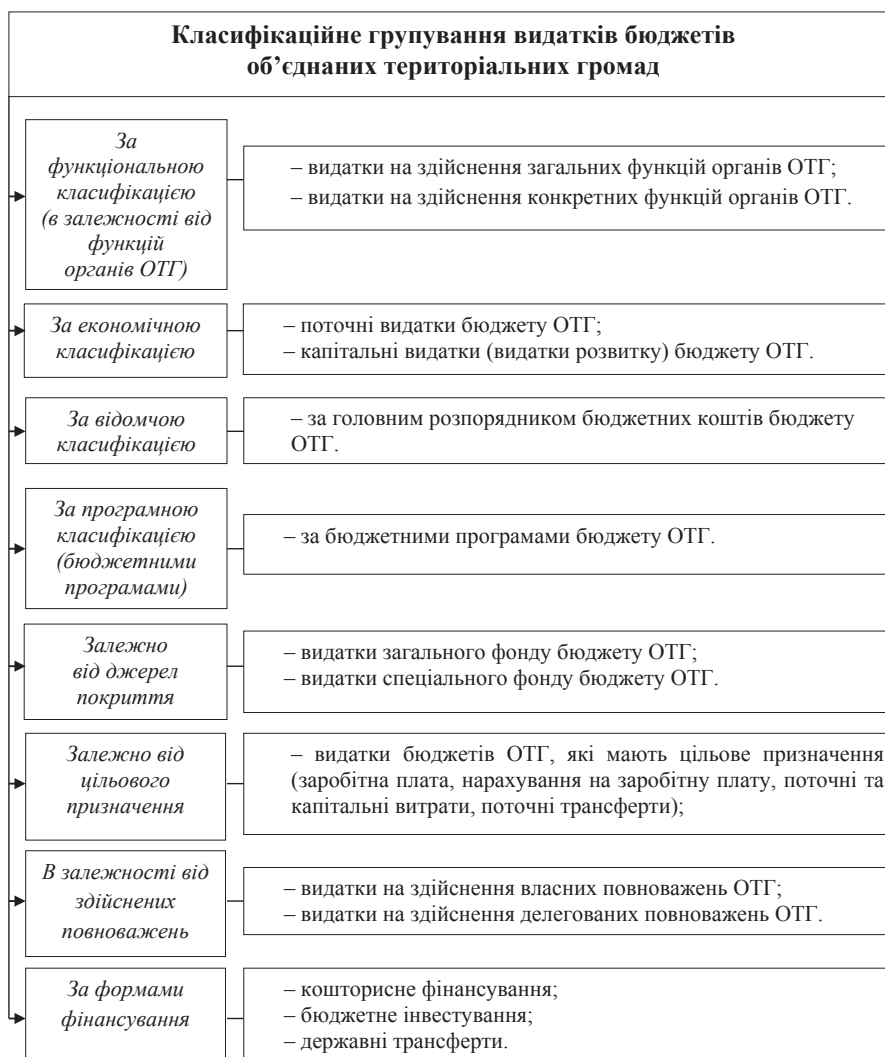 Класифікаційне групування видатків бюджетів
об’єднаних територіальних громад
За
функціональною
класифікацією
(в залежності від
функцій
органів ОТГ)
– видатки на здійснення загальних функцій органів ОТГ;
– видатки на здійснення конкретних функцій органів ОТГ.
За економічною
класифікацією
– поточні видатки бюджету ОТГ;
– капітальні видатки (видатки розвитку) бюджету ОТГ.
За відомчою
класифікацією
– за головним розпорядником бюджетних коштів бюджету
ОТГ.
За програмною
класифікацією
(бюджетними
програмами)
– за бюджетними програмами бюджету ОТГ.
Залежно
від джерел
покриття
– видатки загального фонду бюджету ОТГ;
– видатки спеціального фонду бюджету ОТГ.
Залежно від
цільового
призначення
– видатки бюджетів ОТГ, які мають цільове призначення
(заробітна плата, нарахування на заробітну плату, поточні та
капітальні витрати, поточні трансферти);
В залежності від
здійснених
повноважень
– видатки на здійснення власних повноважень ОТГ;
– видатки на здійснення делегованих повноважень ОТГ.
За формами
фінансування
– кошторисне фінансування;
– бюджетне інвестування;
– державні трансферти.